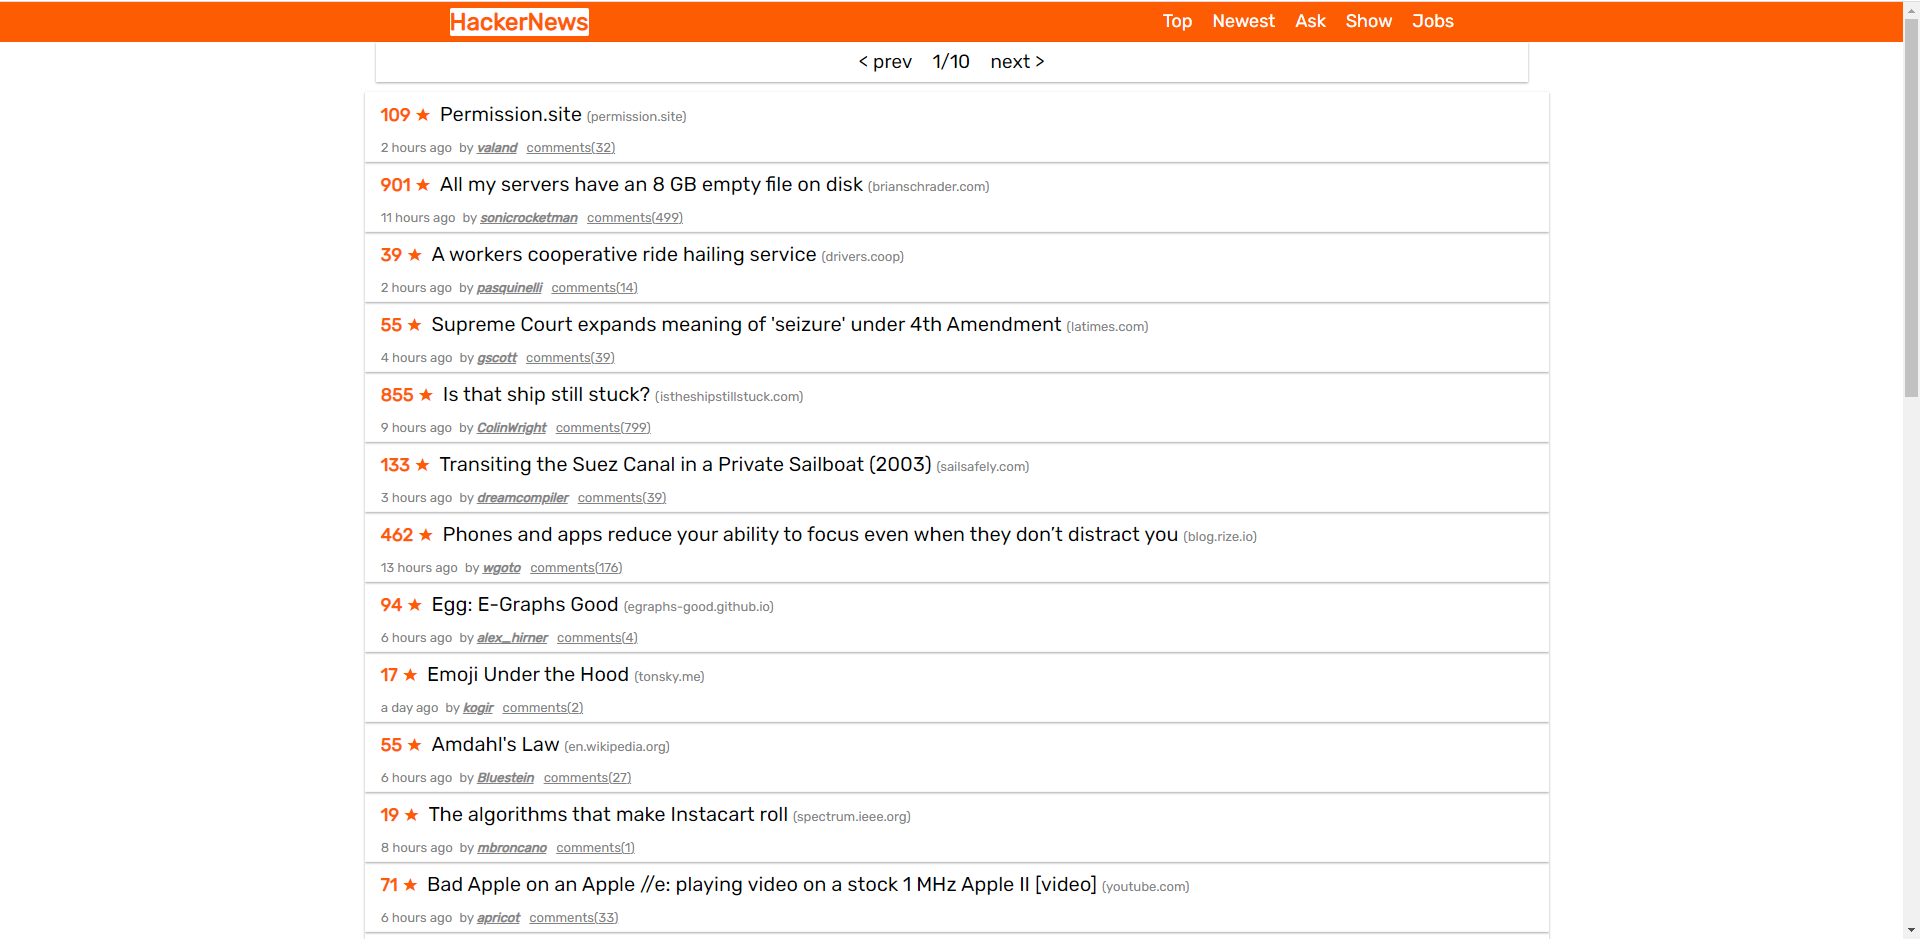 HackerNews Top Newest Ask Show Jobs
< prev 1/10 next >
109 ★ Permission.site (permission.site)
2 hours ago by valand comments(32)
901 ★ All my servers have an 8 GB empty file on disk (brianschrader.com)
11 hours ago by sonicrocketman comments(499)
39 ★ A workers cooperative ride hailing service (drivers.coop)
2 hours ago by pasquinelli comments(14)
55 ★ Supreme Court expands meaning of 'seizure' under 4th Amendment (latimes.com)
4 hours ago by gscott comments(39)
855 ★ Is that ship still stuck? (istheshipstillstuck.com)
9 hours ago by ColinWright comments(799)
133 ★ Transiting the Suez Canal in a Private Sailboat (2003) (sailsafely.com)
3 hours ago by dreamcompiler comments(39)
462 ★ Phones and apps reduce your ability to focus even when they don’t distract you (blog.rize.io)
13 hours ago by wgoto comments(176)
94 ★ Egg: E-Graphs Good (egraphs-good.github.io)
6 hours ago by alex_hirner comments(4)
17 ★ Emoji Under the Hood (tonsky.me)
a day ago by kogir comments(2)
55 ★ Amdahl's Law (en.wikipedia.org)
6 hours ago by Bluestein comments(27)
19 ★ The algorithms that make Instacart roll (spectrum.ieee.org)
8 hours ago by mbroncano comments(1)
71 ★ Bad Apple on an Apple //e: playing video on a stock 1 MHz Apple II [video] (youtube.com)
6 hours ago by apricot comments(33)